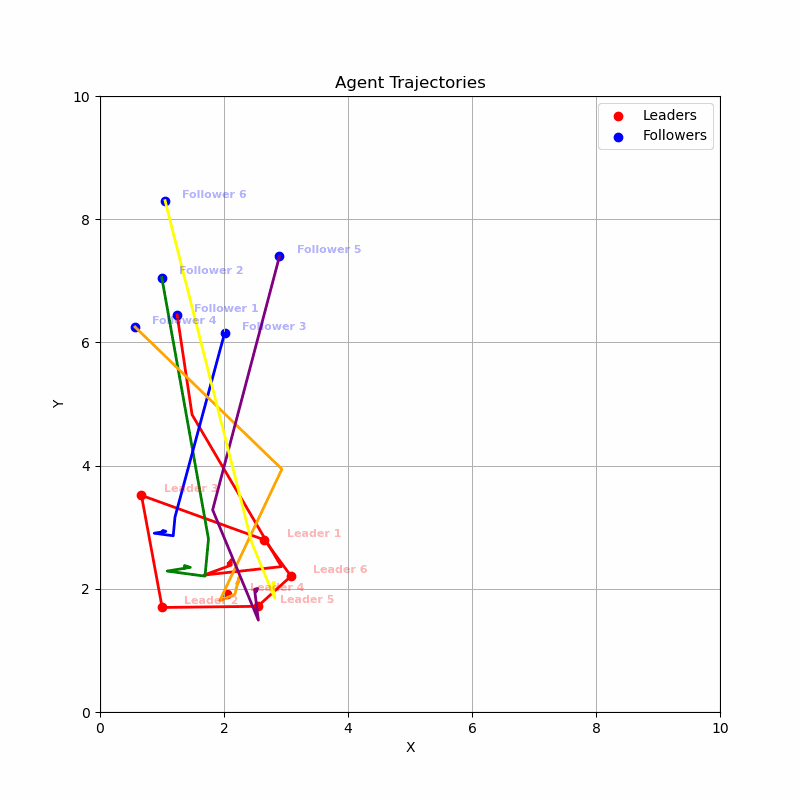 Agent Trajectories
Leaders
Followers
Follower 6
Follower 5
Follower 2
Follower 1
Follower 4
Follower 3
Leader 3
Leader 1
Leader 6
Leader 4
Leader 2
Leader 5
10
8
6
4
2
0
Y
0 2 4 6 8 10
X